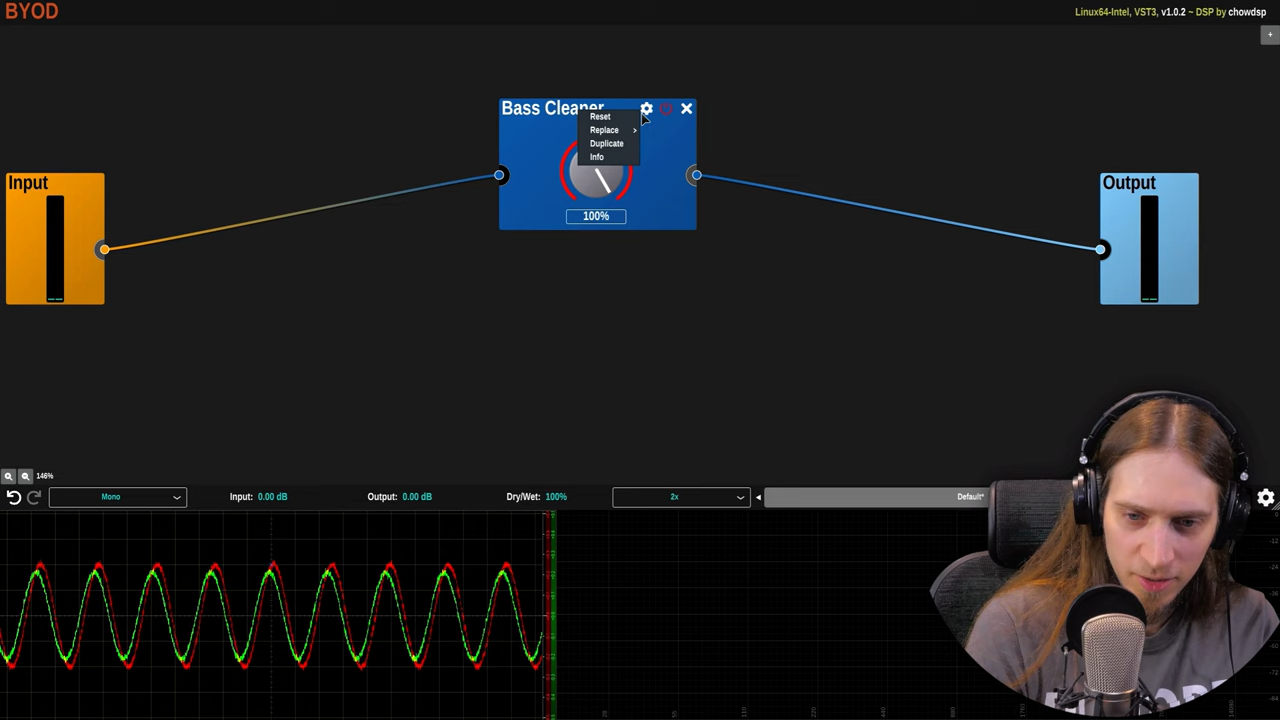 BYOD
Linux64-Intel, VST3, v1.0.2 ~ DSP by chowdsp
+
Bass Cleaner
Reset
Replace >
Duplicate
Info
100%
Input
Output
146%
Mono
Input: 0.00 dB
Output: 0.00 dB
Dry/Wet: 100%
2x
Default*